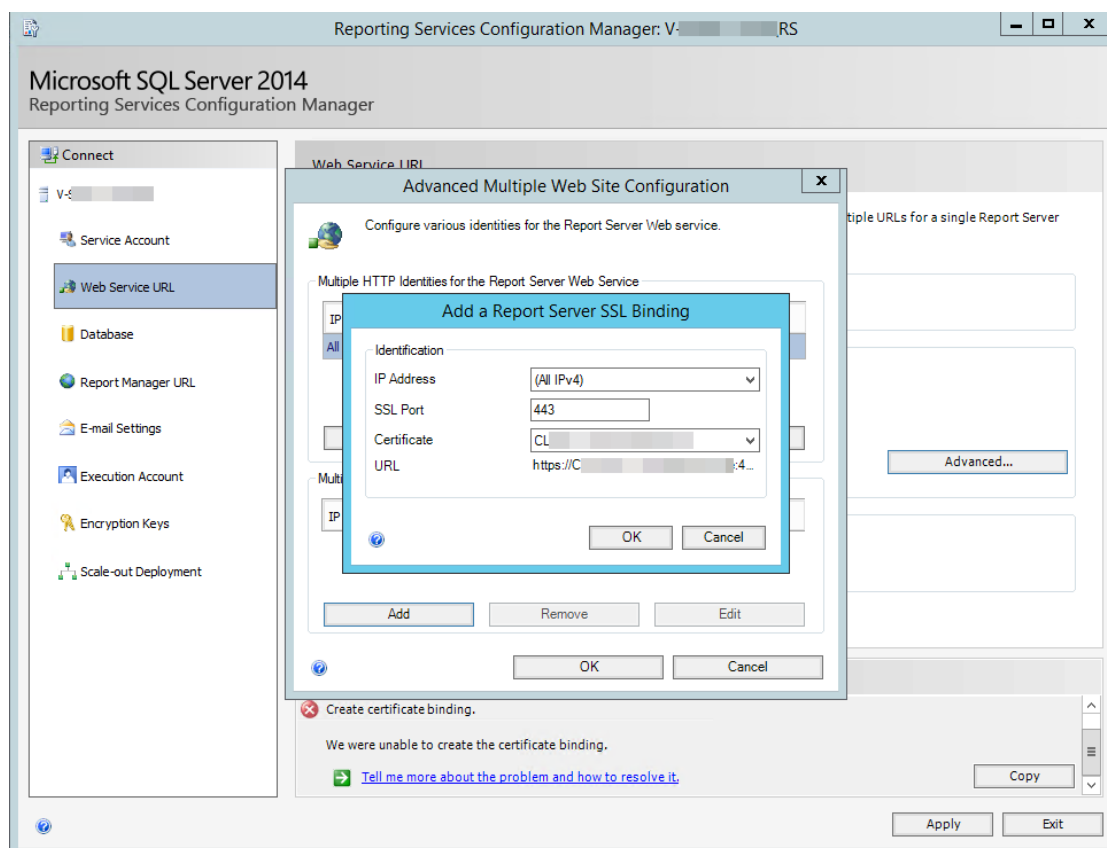 Reporting Services Configuration Manager: V- RS
Microsoft SQL Server 2014
Reporting Services Configuration Manager
Connect
Web Service URL
Advanced Multiple Web Site Configuration
V-
Configure various identities for the Report Server Web service.
tiple URLs for a single Report Server
Service Account
Multiple HTTP Identities for the Report Server Web Service
Web Service URL
Add a Report Server SSL Binding
IP
Database
All
Identification
IP Address
(All IPv4)
Report Manager URL
SSL Port
443
E-mail Settings
Certificate
CL
URL
https://C :4...
Advanced...
Execution Account
Multi
IP
Encryption Keys
OK
Cancel
Scale-out Deployment
Add
Remove
Edit
OK
Cancel
Create certificate binding.
We were unable to create the certificate binding.
Tell me more about the problem and how to resolve it.
Copy
Apply
Exit